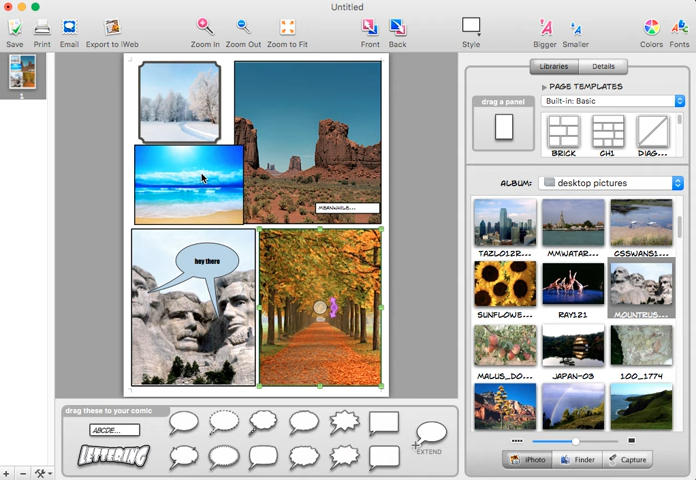 Untitled
Save
Print
Email
Export to iWeb
Zoom In
Zoom Out
Zoom to Fit
Front
Back
Style
Bigger
Smaller
Colors
Fonts
1
Libraries
Details
PAGE TEMPLATES
drag a panel
Built-in: Basic
BRICK
CH1
DIAG...
ALBUM:
desktop pictures
TAZLO12R...
MMWATAR...
CSSWANS1...
SUNFLOWE...
RAY121
MOUNTRUS...
MALUS_DO...
JAPAN-03
100_1774
MEANWHILE...
hey there
drag these to your comic
ABCDE...
LETTERING
EXTEND
iPhoto
Finder
Capture